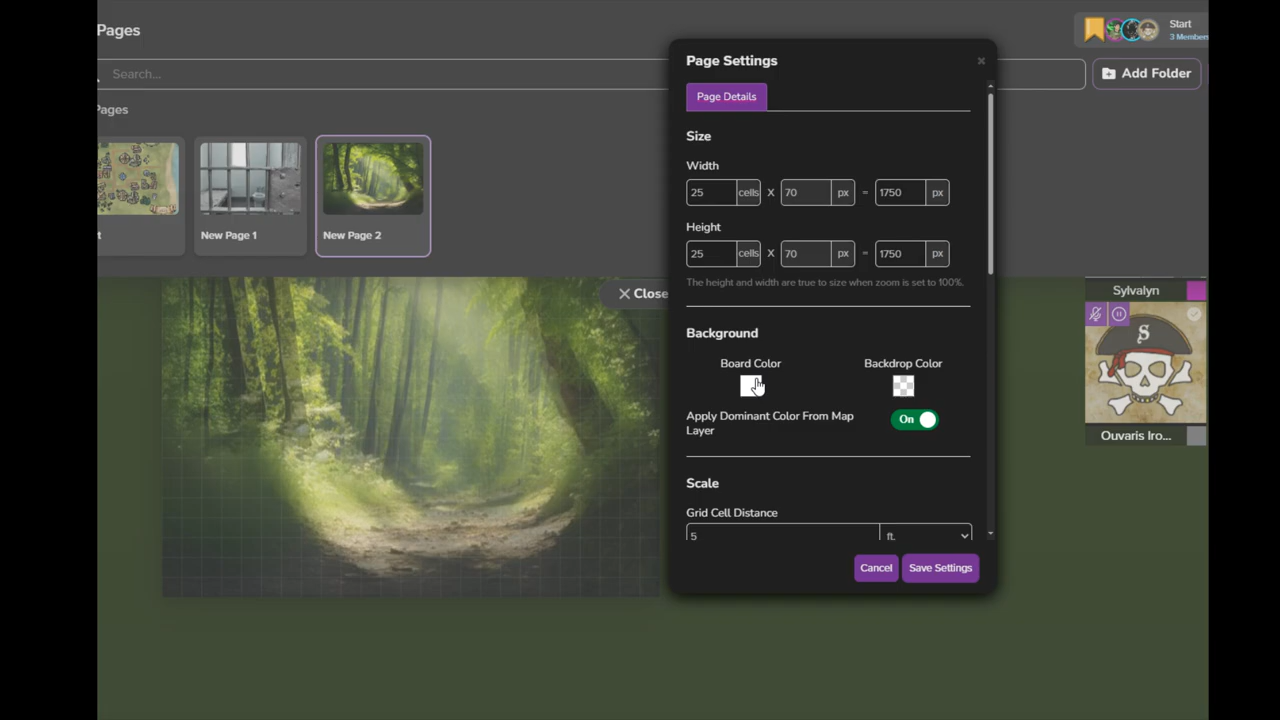 Pages
Start
3 Members
Search...
Add Folder
Pages
t
New Page 1
New Page 2
Close
Page Settings
×
Page Details
Size
Width
25 cells X 70 px = 1750 px
Height
25 cells X 70 px = 1750 px
The height and width are true to size when zoom is set to 100%.
Background
Board Color
Backdrop Color
Apply Dominant Color From Map
Layer
On
Scale
Grid Cell Distance
5 ft.
Cancel
Save Settings
Sylvalyn
S
Ouvaris Iro...